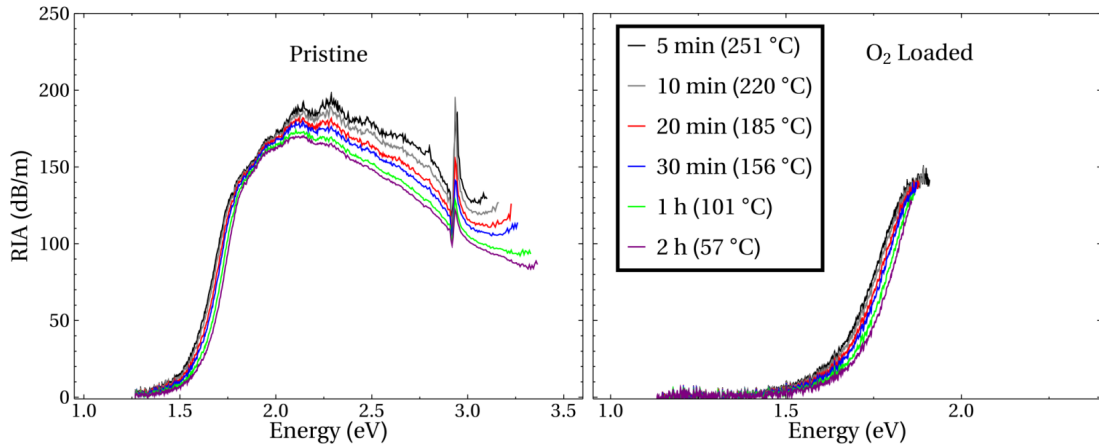 250
200
150
100
50
0
RIA (dB/m)
Pristine
1.0
1.5
2.0
2.5
3.0
3.5
Energy (eV)
5 min (251 °C)
10 min (220 °C)
20 min (185 °C)
30 min (156 °C)
1 h (101 °C)
2 h (57 °C)
O₂ Loaded
1.0
1.5
2.0
Energy (eV)